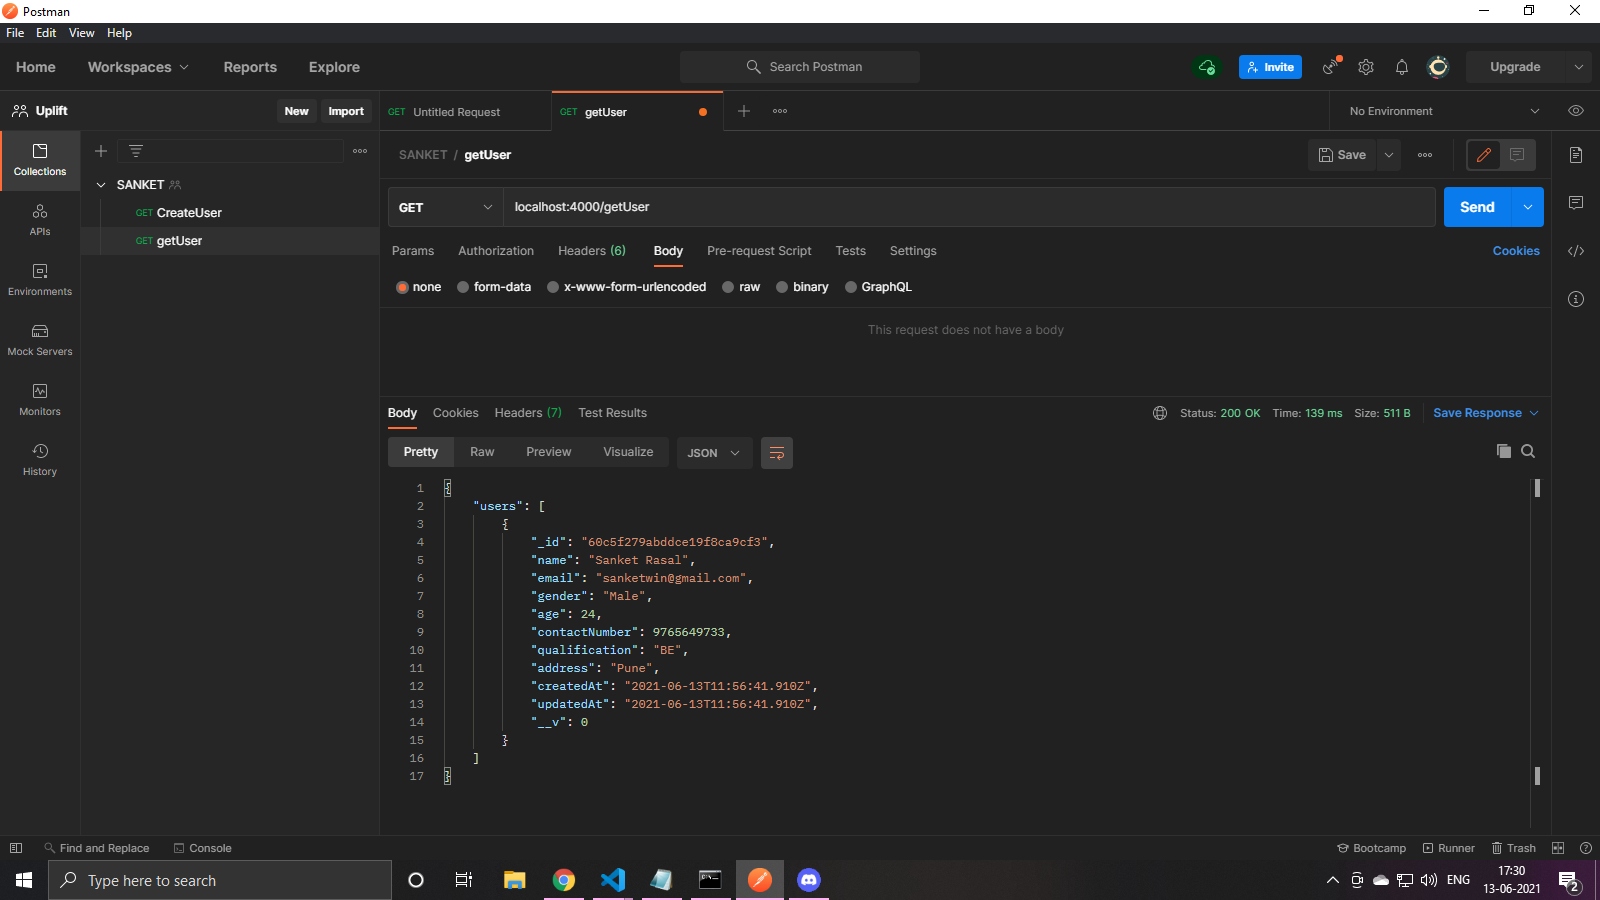 Postman
File Edit View Help
Home Workspaces Reports Explore Search Postman Invite Upgrade
Uplift New Import GET Untitled Request GET getUser No Environment
SANKET / getUser Save
Collections
SANKET
GET CreateUser
GET getUser
APIs
Environments
Mock Servers
Monitors
History
GET localhost:4000/getUser Send
Params Authorization Headers (6) Body Pre-request Script Tests Settings Cookies
none form-data x-www-form-urlencoded raw binary GraphQL
This request does not have a body
Body Cookies Headers (7) Test Results Status: 200 OK Time: 139 ms Size: 511 B Save Response
Pretty Raw Preview Visualize JSON
1 {
2 "users": [
3 {
4 "_id": "60c5f279abddce19f8ca9cf3",
5 "name": "Sanket Rasal",
6 "email": "sanketwin@gmail.com",
7 "gender": "Male",
8 "age": 24,
9 "contactNumber": 9765649733,
10 "qualification": "BE",
11 "address": "Pune",
12 "createdAt": "2021-06-13T11:56:41.910Z",
13 "updatedAt": "2021-06-13T11:56:41.910Z",
14 "__v": 0
15 }
16 ]
17 }
Find and Replace Console Bootcamp Runner Trash
Type here to search ENG 17:30
13-06-2021 2